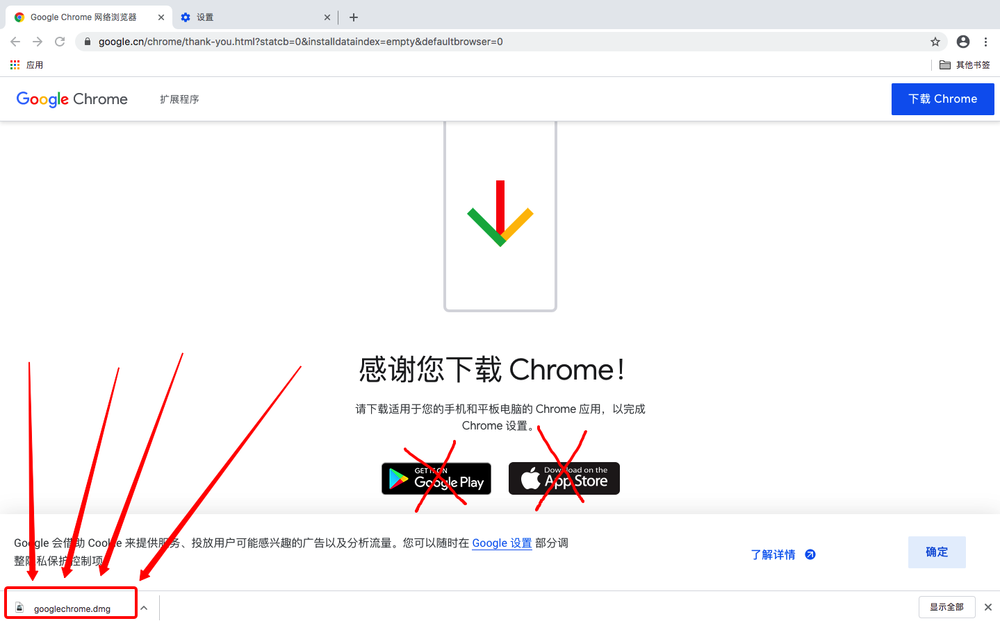 Google Chrome 网络浏览器
设置
google.cn/chrome/thank-you.html?statcb=0&installdataindex=empty&defaultbrowser=0
应用
其他书签
Google Chrome
扩展程序
下载 Chrome
感谢您下载 Chrome！
请下载适用于您的手机和平板电脑的 Chrome 应用，以完成
Chrome 设置。
GET IT ON
Google Play
Download on the
App Store
Google 会借助 Cookie 来提供服务、投放用户可能感兴趣的广告以及分析流量。您可以随时在 Google 设置 部分调
整隐私保护控制项。
了解详情
确定
googlechrome.dmg
显示全部